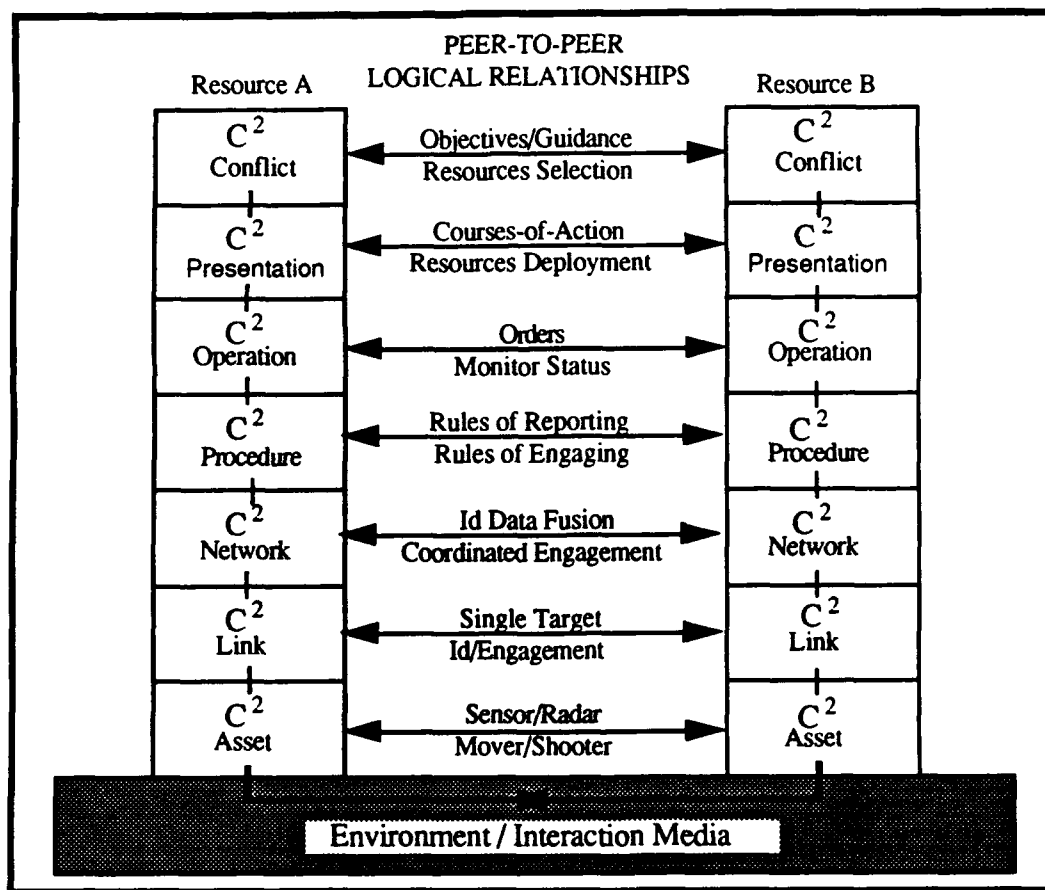 PEER-TO-PEER
LOGICAL RELATIONSHIPS
Resource A
Resource B
C²
Conflict
Objectives/Guidance
Resources Selection
C²
Conflict
C²
Presentation
Courses-of-Action
Resources Deployment
C²
Presentation
C²
Operation
Orders
Monitor Status
C²
Operation
C²
Procedure
Rules of Reporting
Rules of Engaging
C²
Procedure
C²
Network
Id Data Fusion
Coordinated Engagement
C²
Network
C²
Link
Single Target
Id/Engagement
C²
Link
C²
Asset
Sensor/Radar
Mover/Shooter
C²
Asset
Environment / Interaction Media